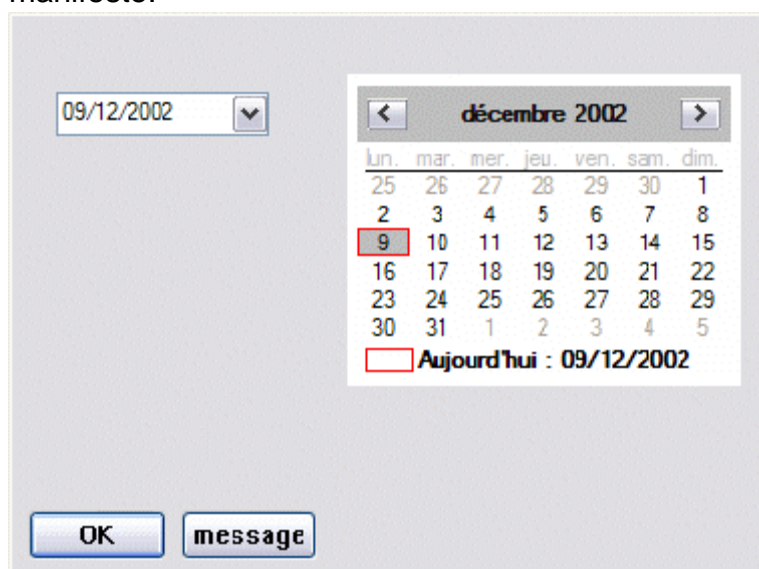 09/12/2002
décembre 2002
lun. mar. mer. jeu. ven. sam. dim.
25 26 27 28 29 30 1
2 3 4 5 6 7 8
9 10 11 12 13 14 15
16 17 18 19 20 21 22
23 24 25 26 27 28 29
30 31 1 2 3 4 5
Aujourd'hui : 09/12/2002
OK message